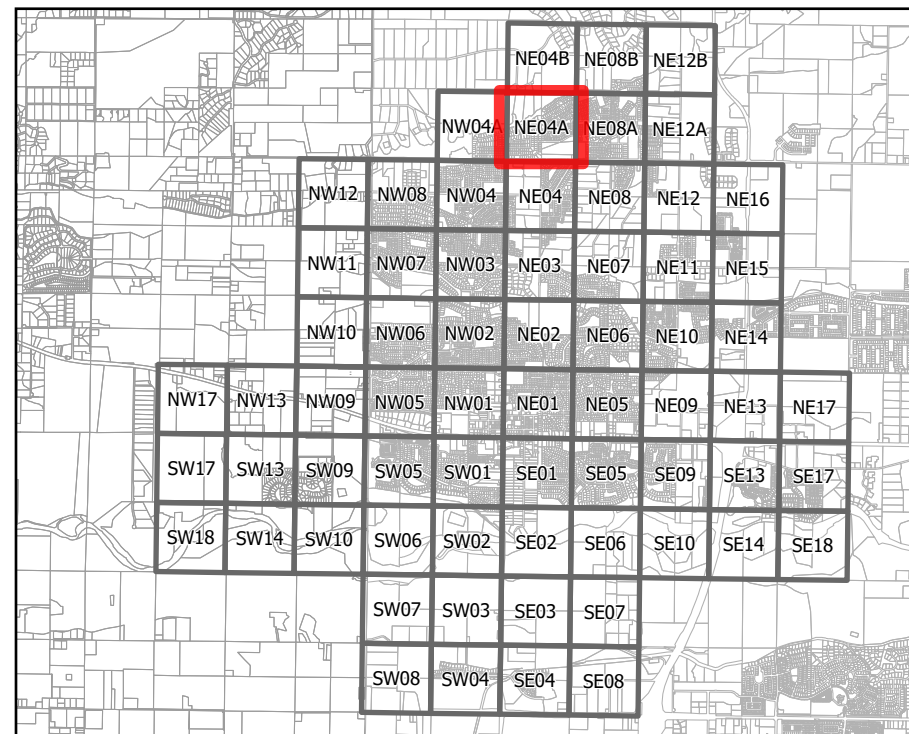 NE04B NE08B NE12B
NW04A NE04A NE08A NE12A
NW12 NW08 NW04 NE04 NE08 NE12 NE16
NW11 NW07 NW03 NE03 NE07 NE11 NE15
NW10 NW06 NW02 NE02 NE06 NE10 NE14
NW17 NW13 NW09 NW05 NW01 NE01 NE05 NE09 NE13 NE17
SW17 SW13 SW09 SW05 SW01 SE01 SE05 SE09 SE13 SE17
SW18 SW14 SW10 SW06 SW02 SE02 SE06 SE10 SE14 SE18
SW07 SW03 SE03 SE07
SW08 SW04 SE04 SE08